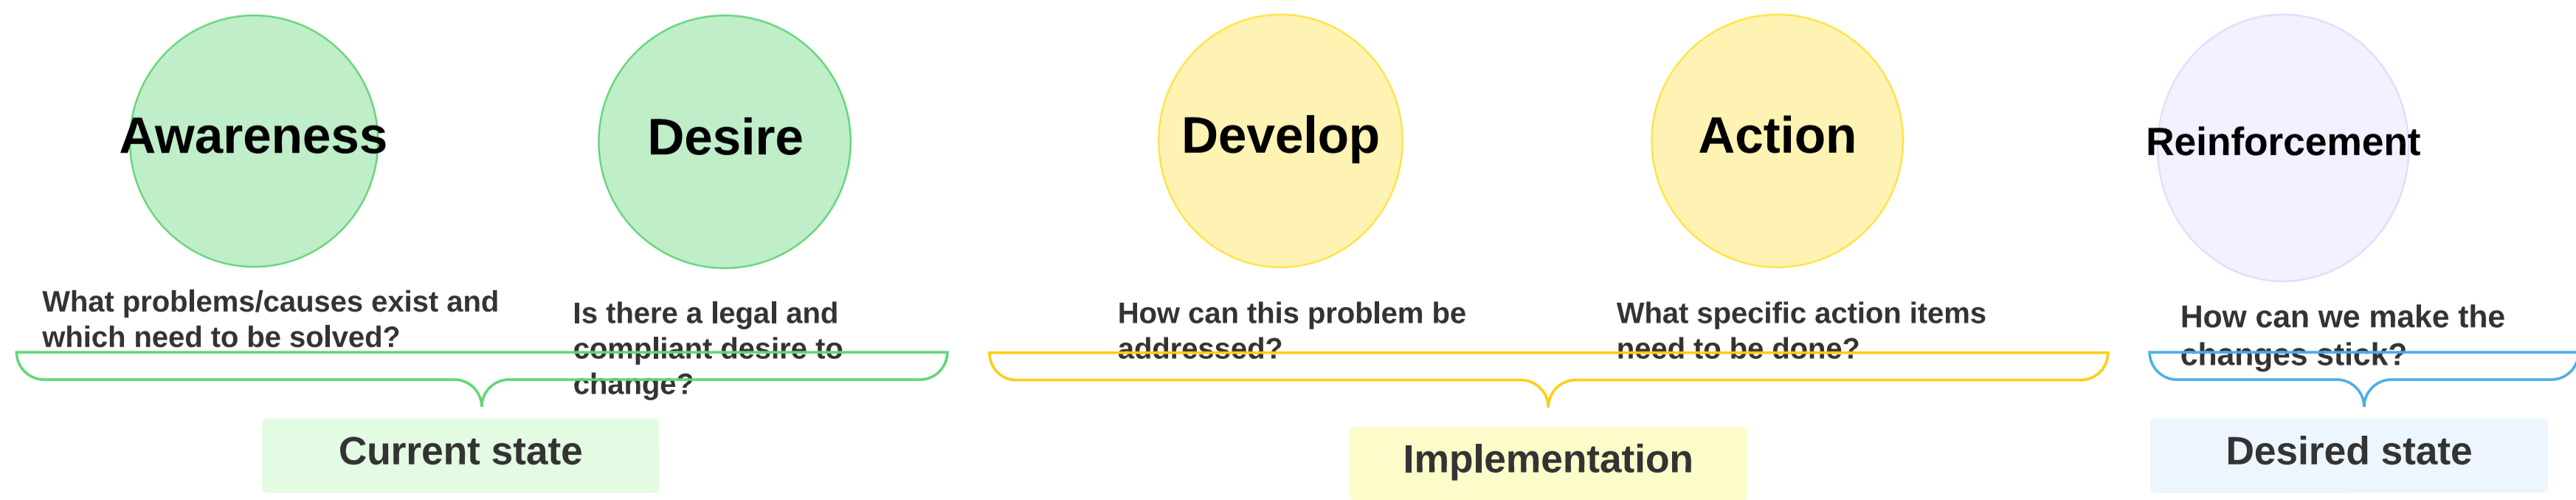 Awareness
Desire
Develop
Action
Reinforcement
What problems/causes exist and
which need to be solved?
Is there a legal and
compliant desire to
change?
How can this problem be
addressed?
What specific action items
need to be done?
How can we make the
changes stick?
Current state
Implementation
Desired state